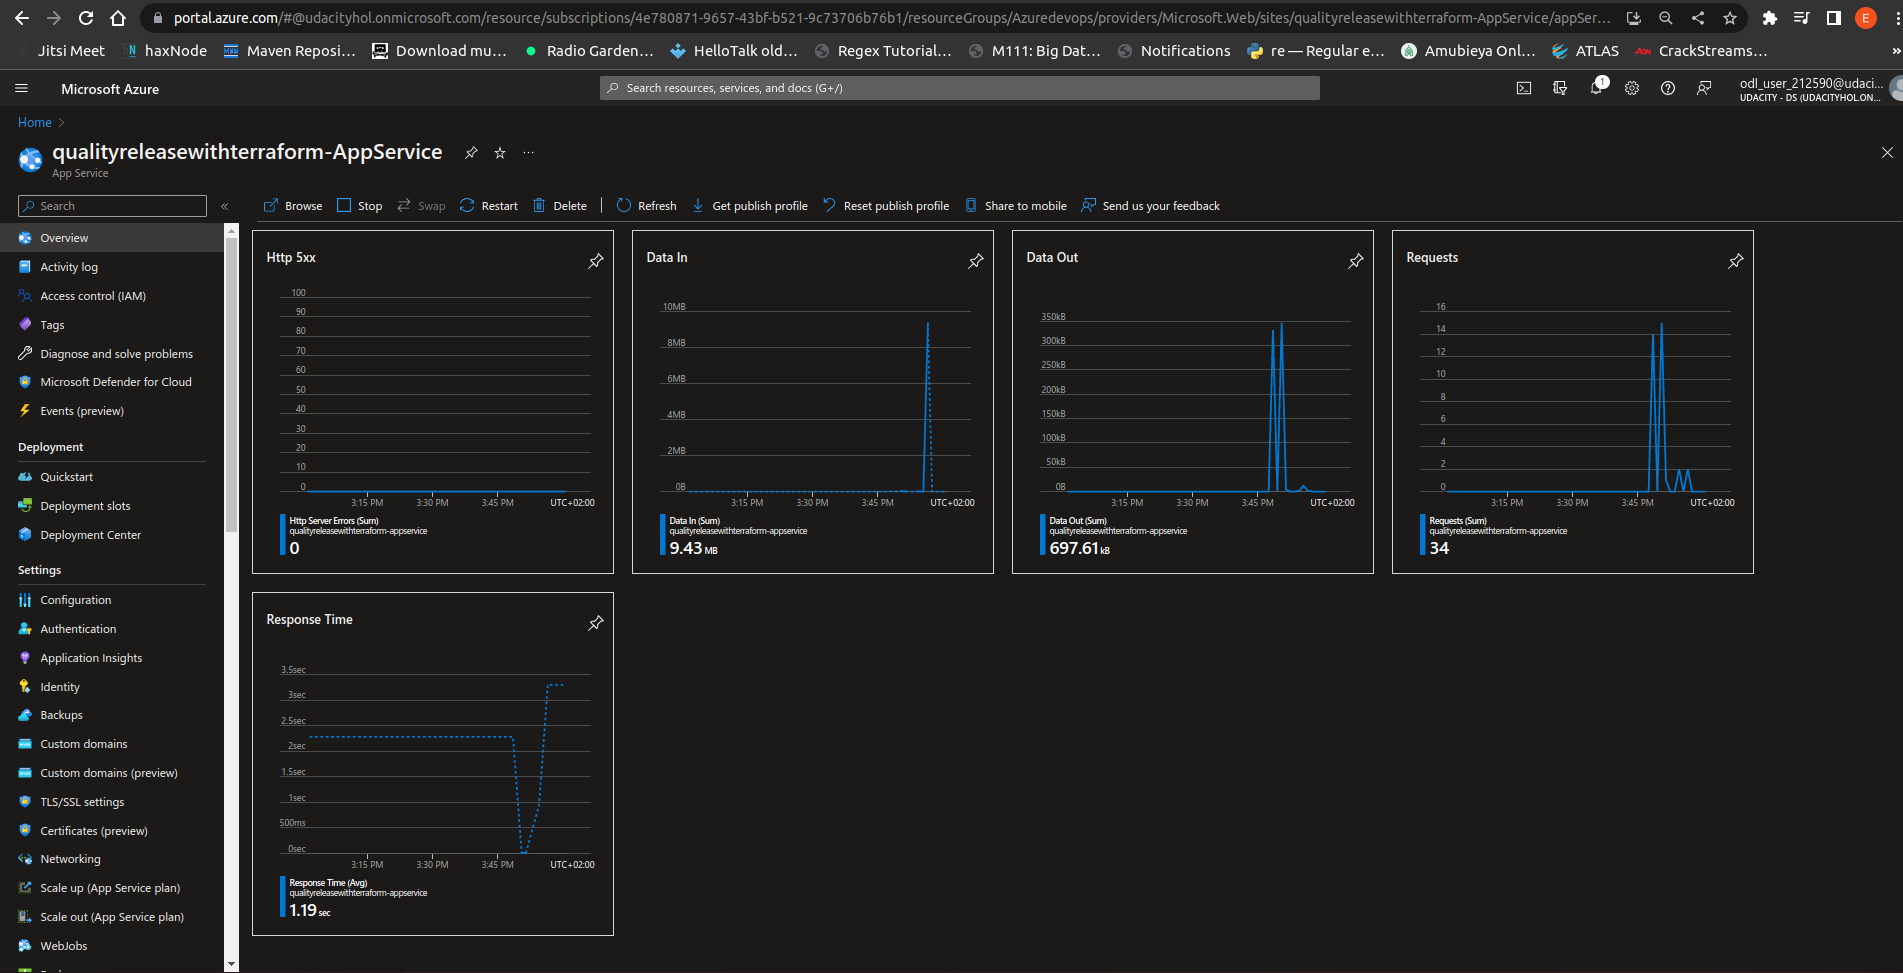 portal.azure.com/#@udacityhol.onmicrosoft.com/resource/subscriptions/4e780871-9657-43bf-b521-9c73706b76b1/resourceGroups/Azuredevops/providers/Microsoft.Web/sites/qualityreleasewithterraform-AppService/appSer...
E
Jitsi Meet
haxNode
Maven Reposi...
Download mu...
Radio Garden...
HelloTalk old...
Regex Tutorial...
M111: Big Dat...
Notifications
re — Regular e...
Amubieya Onl...
ATLAS
CrackStreams...
»
Microsoft Azure
Search resources, services, and docs (G+/)
1
odl_user_212590@udaci...
UDACITY - DS (UDACITYHOL.ON...
Home >
qualityreleasewithterraform-AppService
App Service
Search
«
Browse
Stop
Swap
Restart
Delete
Refresh
Get publish profile
Reset publish profile
Share to mobile
Send us your feedback
Overview
Activity log
Access control (IAM)
Tags
Diagnose and solve problems
Microsoft Defender for Cloud
Events (preview)
Deployment
Quickstart
Deployment slots
Deployment Center
Settings
Configuration
Authentication
Application Insights
Identity
Backups
Custom domains
Custom domains (preview)
TLS/SSL settings
Certificates (preview)
Networking
Scale up (App Service plan)
Scale out (App Service plan)
WebJobs
Http 5xx
100
90
80
70
60
50
40
30
20
10
0
3:15 PM 3:30 PM 3:45 PM UTC+02:00
Http Server Errors (Sum)
qualityreleasewithterraform-appservice
0
Data In
10MB
8MB
6MB
4MB
2MB
0B
3:15 PM 3:30 PM 3:45 PM UTC+02:00
Data In (Sum)
qualityreleasewithterraform-appservice
9.43 MB
Data Out
350kB
300kB
250kB
200kB
150kB
100kB
50kB
0B
3:15 PM 3:30 PM 3:45 PM UTC+02:00
Data Out (Sum)
qualityreleasewithterraform-appservice
697.61 kB
Requests
16
14
12
10
8
6
4
2
0
3:15 PM 3:30 PM 3:45 PM UTC+02:00
Requests (Sum)
qualityreleasewithterraform-appservice
34
Response Time
3.5sec
3sec
2.5sec
2sec
1.5sec
1sec
500ms
0sec
3:15 PM 3:30 PM 3:45 PM UTC+02:00
Response Time (Avg)
qualityreleasewithterraform-appservice
1.19 sec